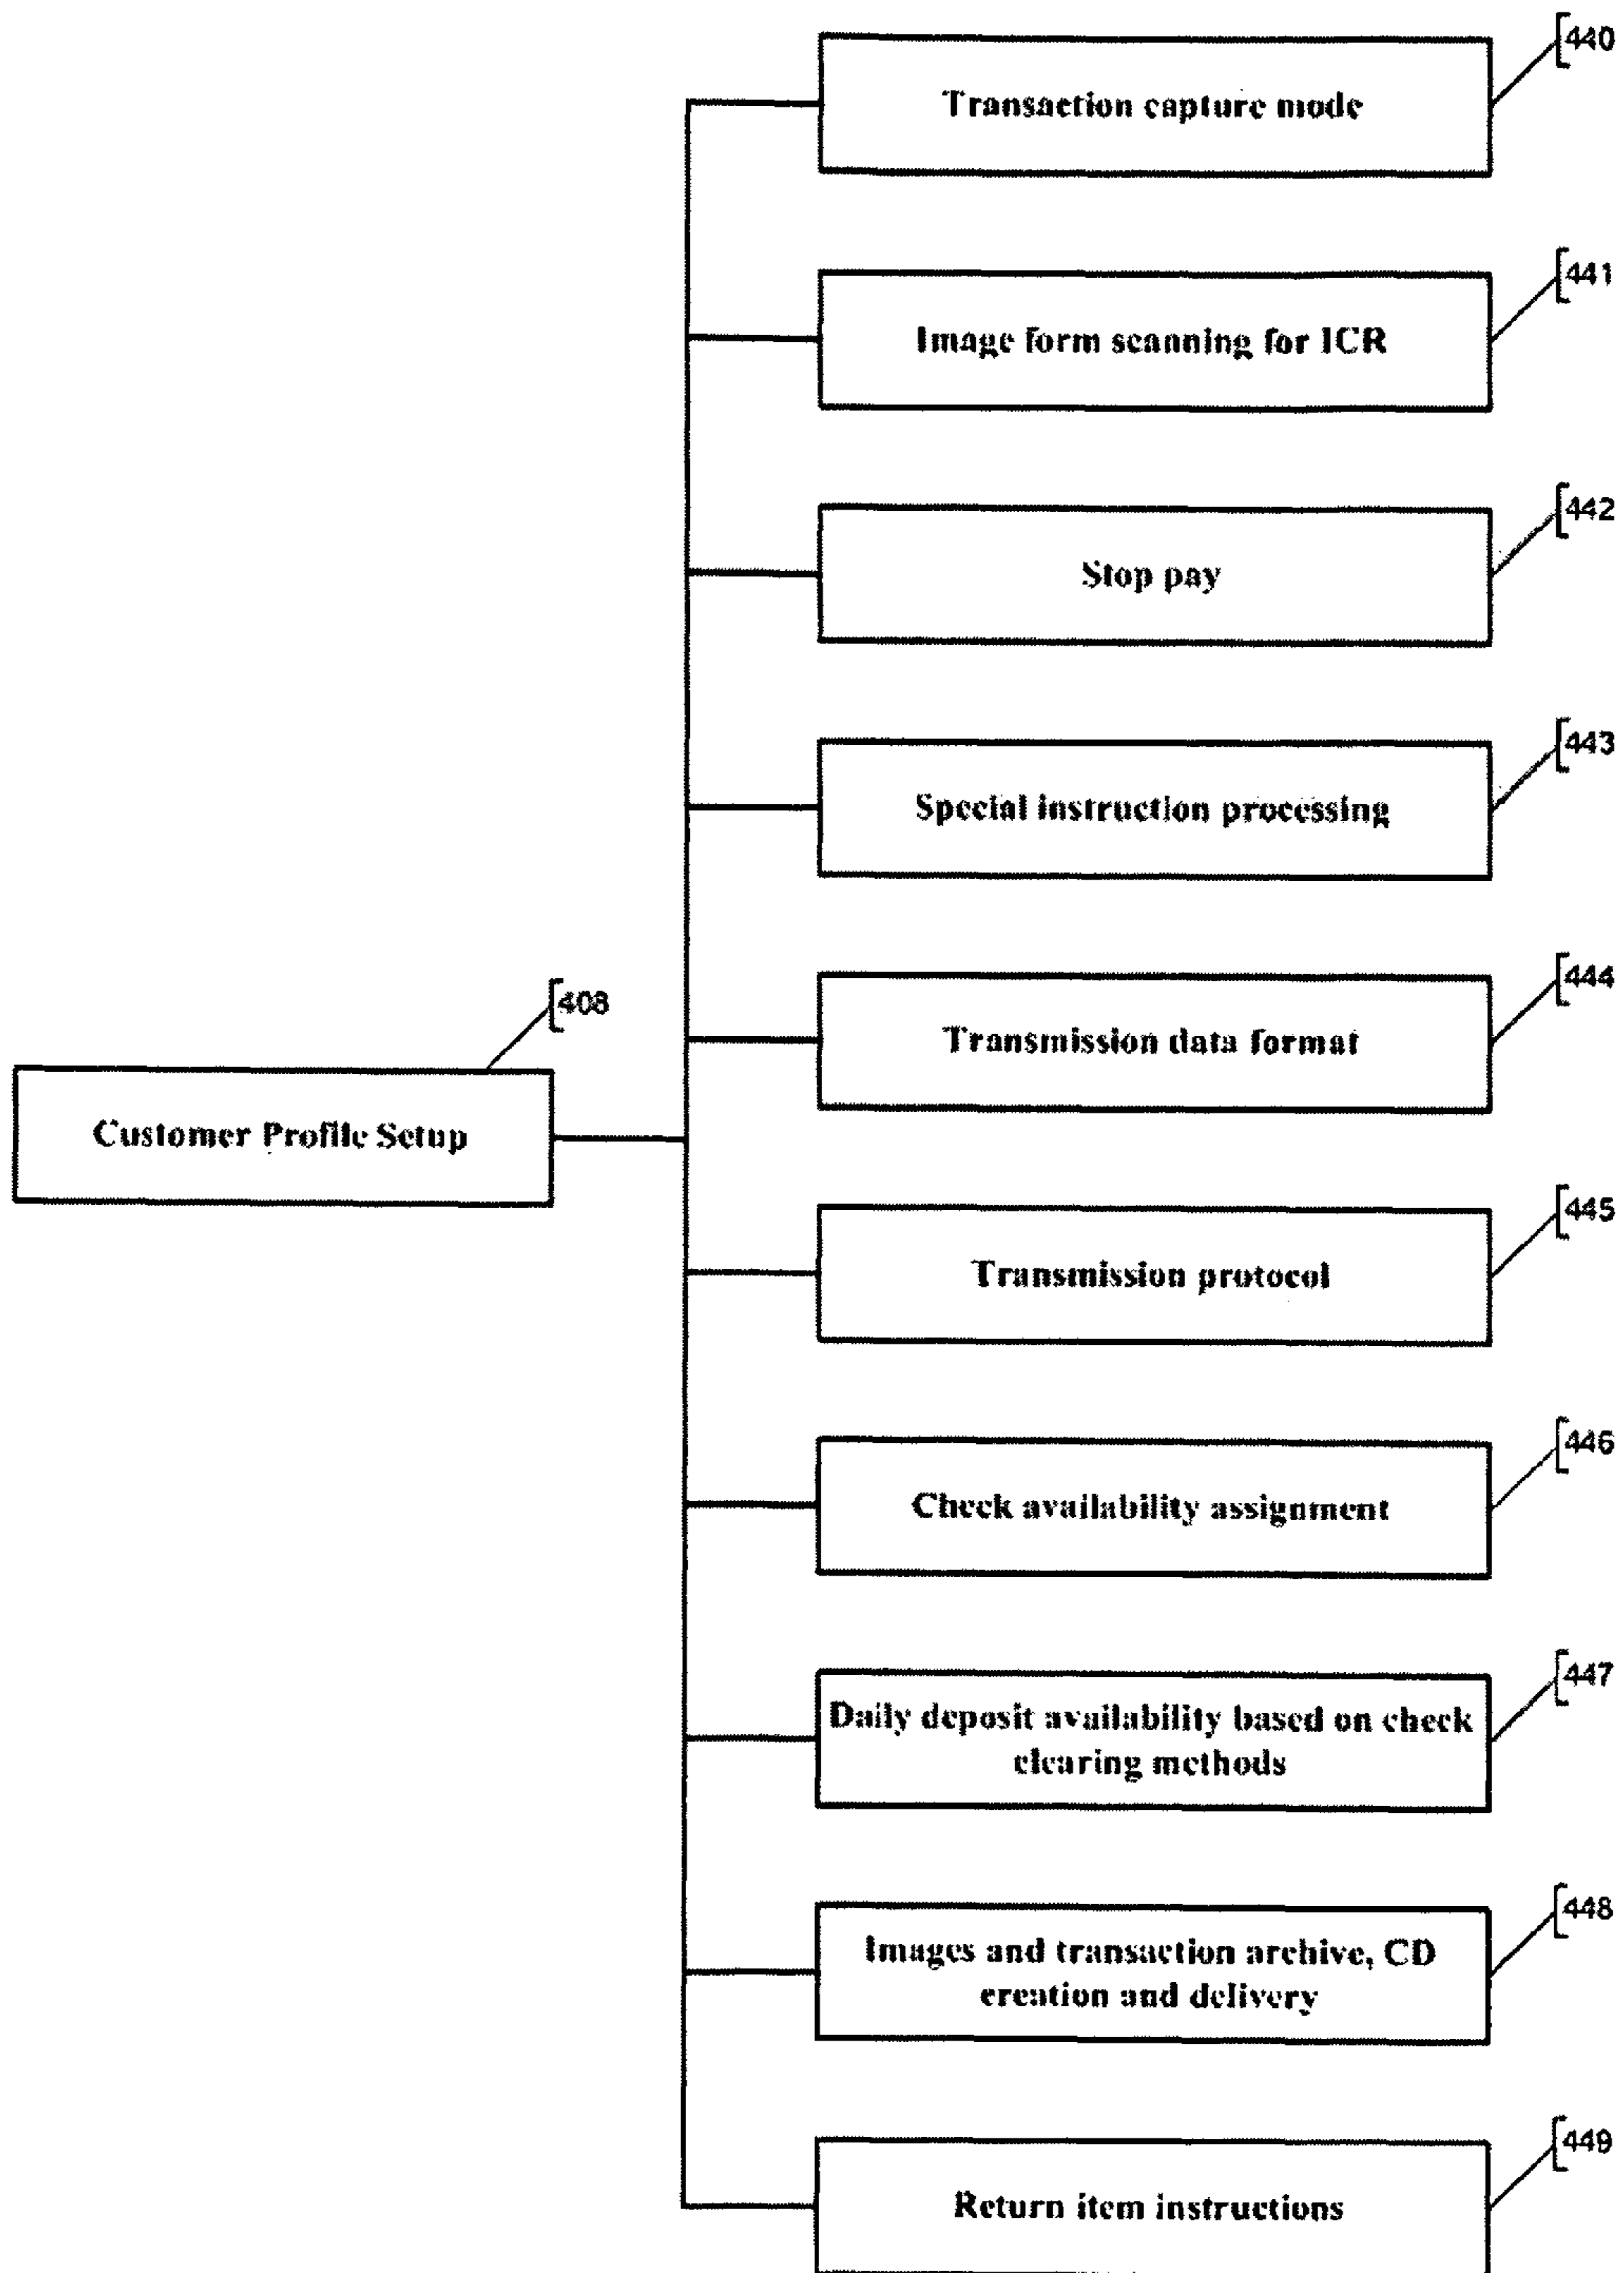 440
Transaction capture mode
441
Image form scanning for ICR
442
Stop pay
443
Special instruction processing
444
Transmission data format
408
Customer Profile Setup
445
Transmission protocol
446
Check availability assignment
447
Daily deposit availability based on check
clearing methods
448
Images and transaction archive, CD
creation and delivery
449
Return item instructions